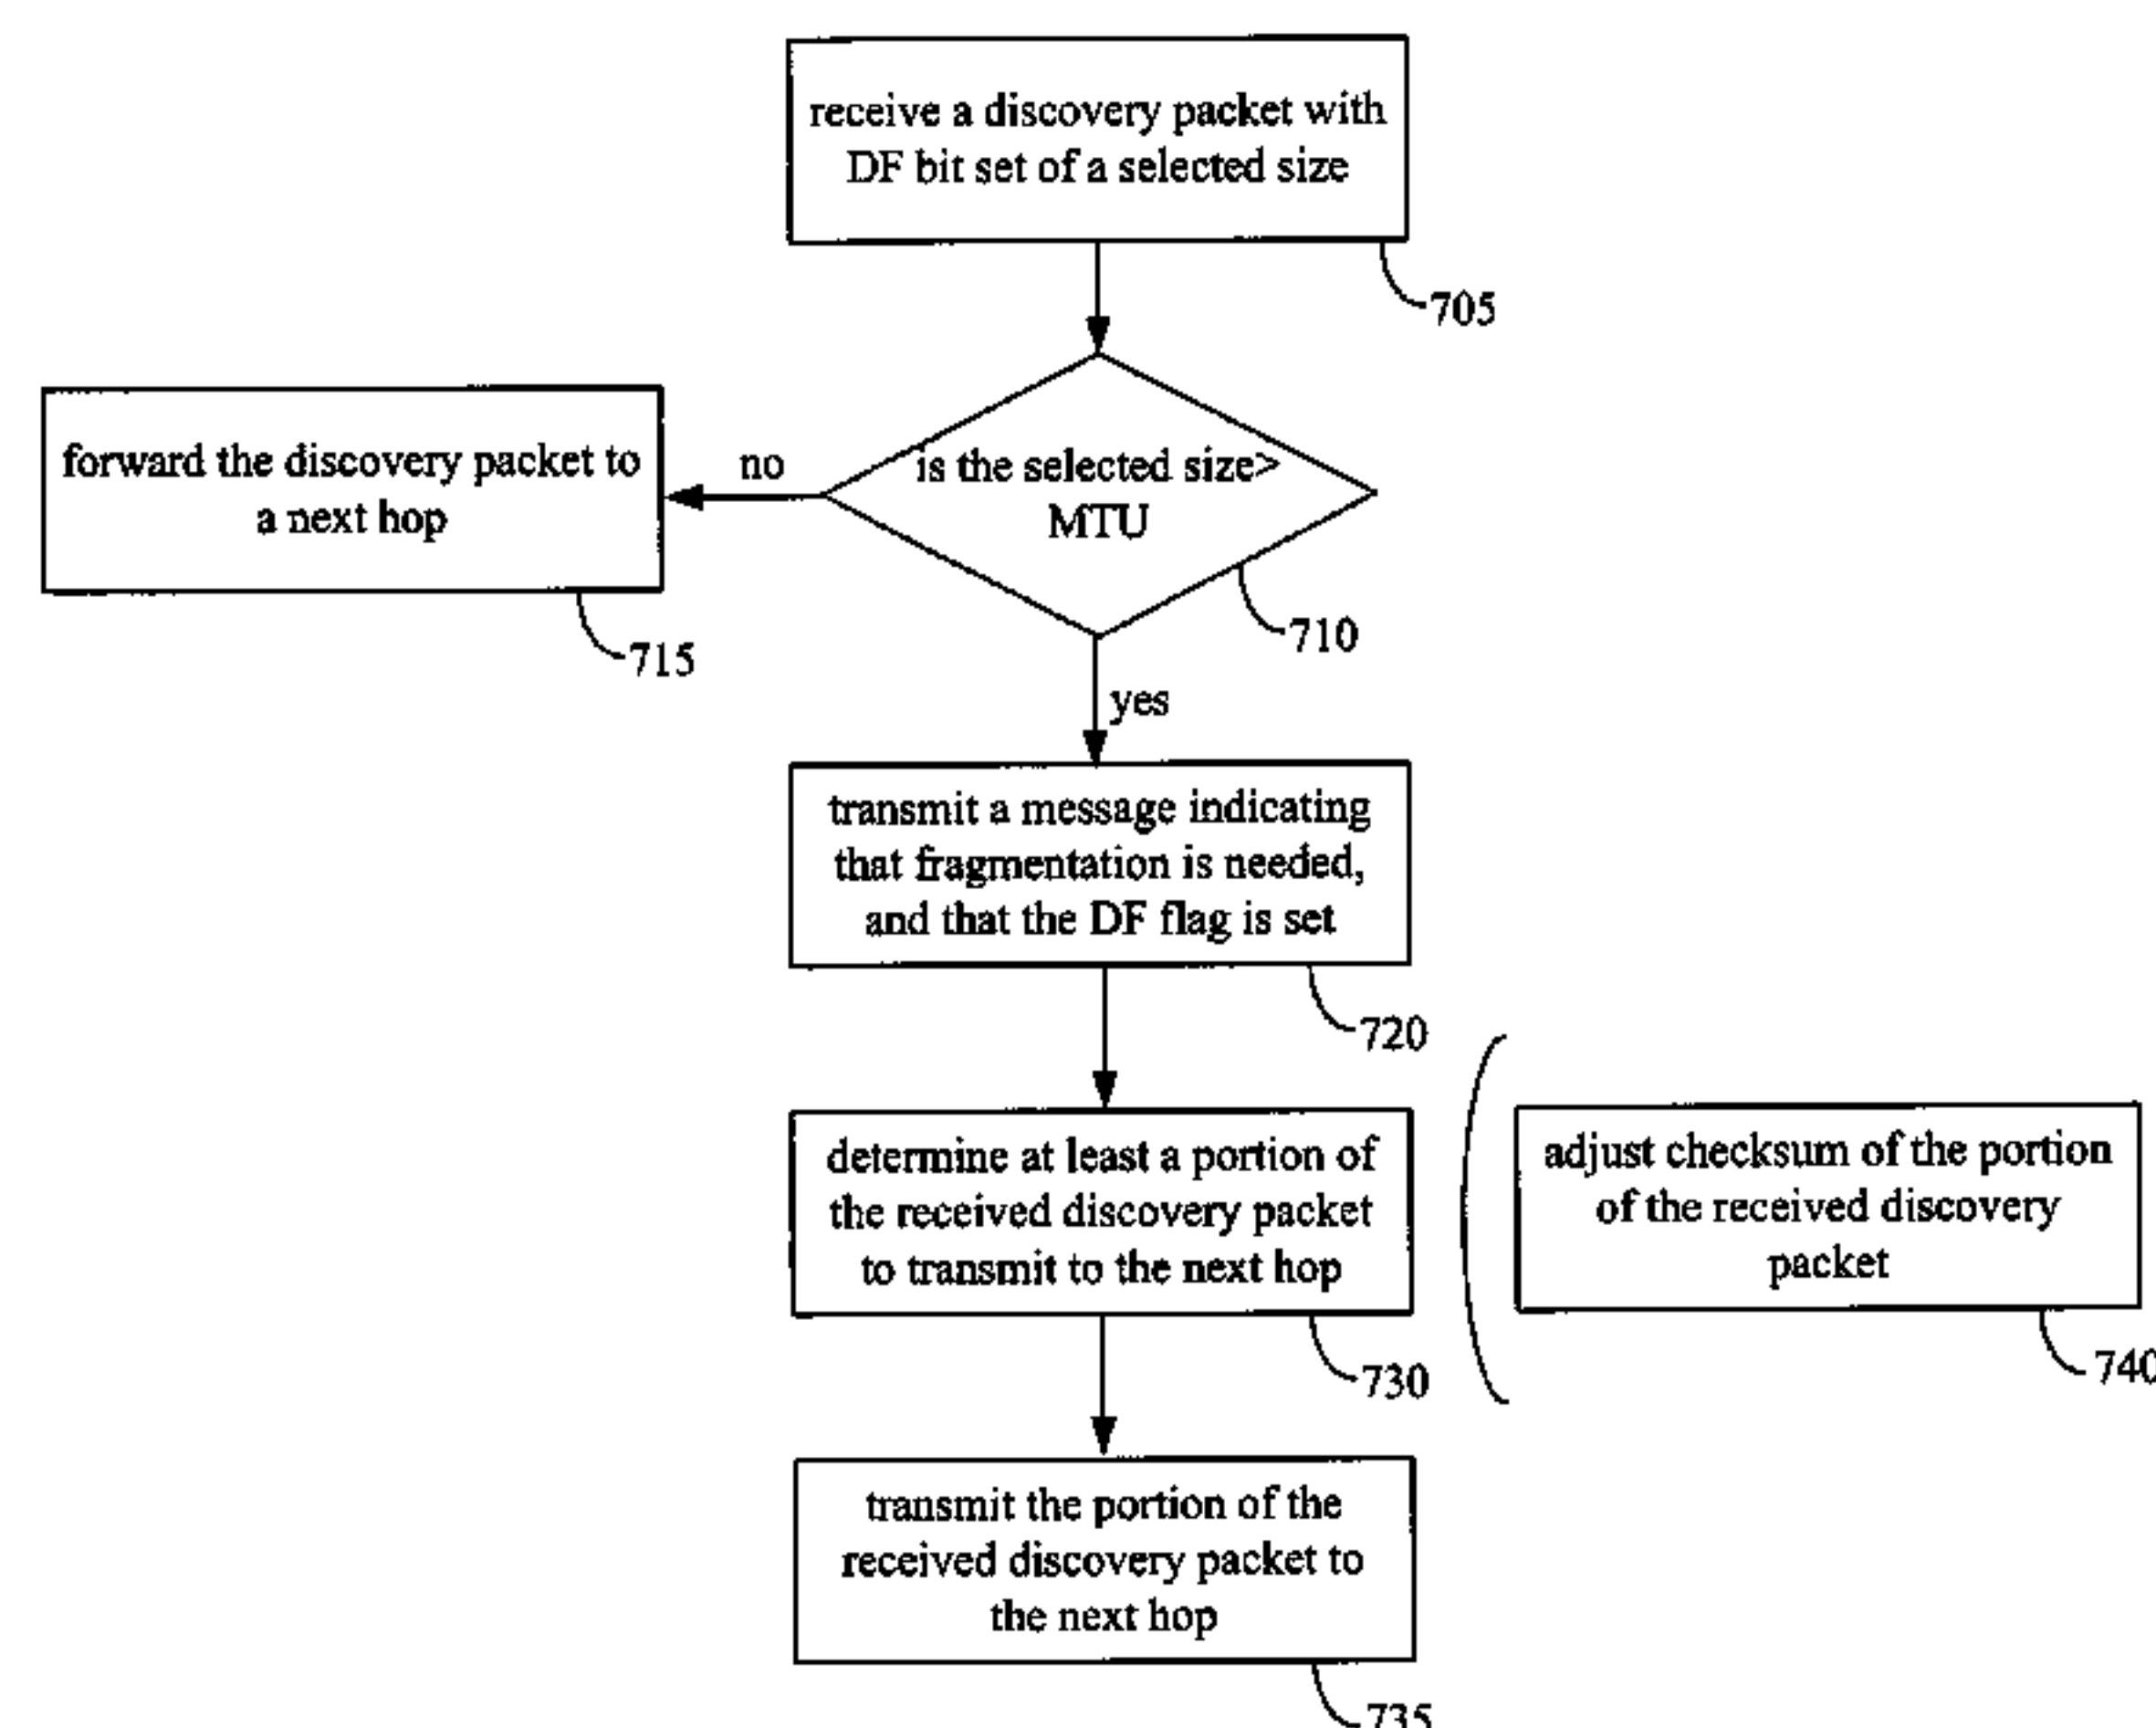 receive a discovery packet with
DF bit set of a selected size
705
forward the discovery packet to
a next hop
715
no
is the selected size>
MTU
710
yes
transmit a message indicating
that fragmentation is needed,
and that the DF flag is set
720
determine at least a portion of
the received discovery packet
to transmit to the next hop
730
adjust checksum of the portion
of the received discovery
packet
740
transmit the portion of the
received discovery packet to
the next hop
735